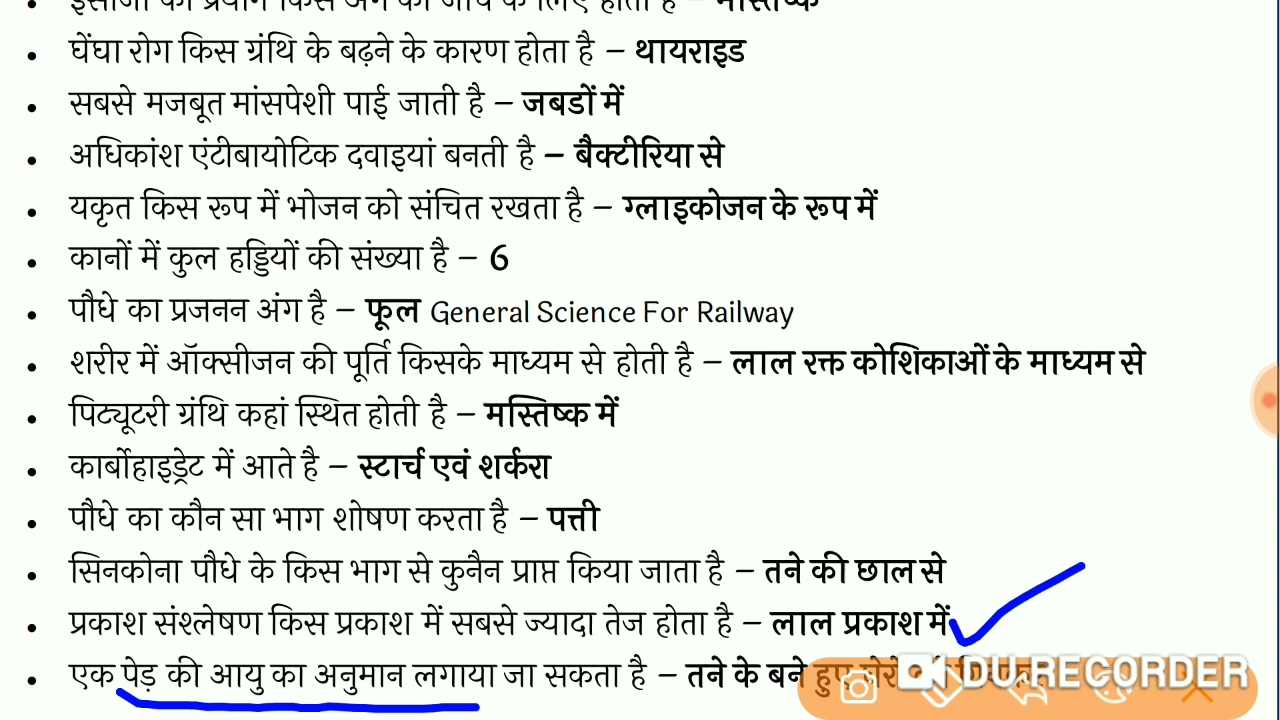 इसाजा का प्रयोग किस अंग की जांच के लिए होता है – मस्तिष्क
घेंघा रोग किस ग्रंथि के बढ़ने के कारण होता है – थायराइड
सबसे मजबूत मांसपेशी पाई जाती है – जबडों में
अधिकांश एंटीबायोटिक दवाइयां बनती है – बैक्टीरिया से
यकृत किस रूप में भोजन को संचित रखता है – ग्लाइकोजन के रूप में
कानों में कुल हड्डियों की संख्या है – 6
पौधे का प्रजनन अंग है – फूल General Science For Railway
शरीर में ऑक्सीजन की पूर्ति किसके माध्यम से होती है – लाल रक्त कोशिकाओं के माध्यम से
पिट्यूटरी ग्रंथि कहां स्थित होती है – मस्तिष्क में
कार्बोहाइड्रेट में आते है – स्टार्च एवं शर्करा
पौधे का कौन सा भाग शोषण करता है – पत्ती
सिनकोना पौधे के किस भाग से कुनैन प्राप्त किया जाता है – तने की छाल से
प्रकाश संश्लेषण किस प्रकाश में सबसे ज्यादा तेज होता है – लाल प्रकाश में
एक पेड़ की आयु का अनुमान लगाया जा सकता है – तने के बने हुए
DU RECORDER